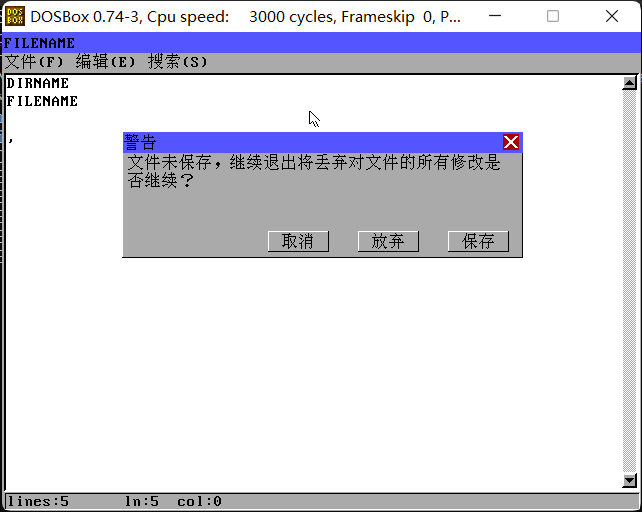 DOSBox 0.74-3, Cpu speed:    3000 cycles, Frameskip  0, P...
FILENAME
文件(F) 编辑(E) 搜索(S)
DIRNAME
FILENAME
,
警告
文件未保存，继续退出将丢弃对文件的所有修改是
否继续？
取消 放弃 保存
lines:5      ln:5  col:0